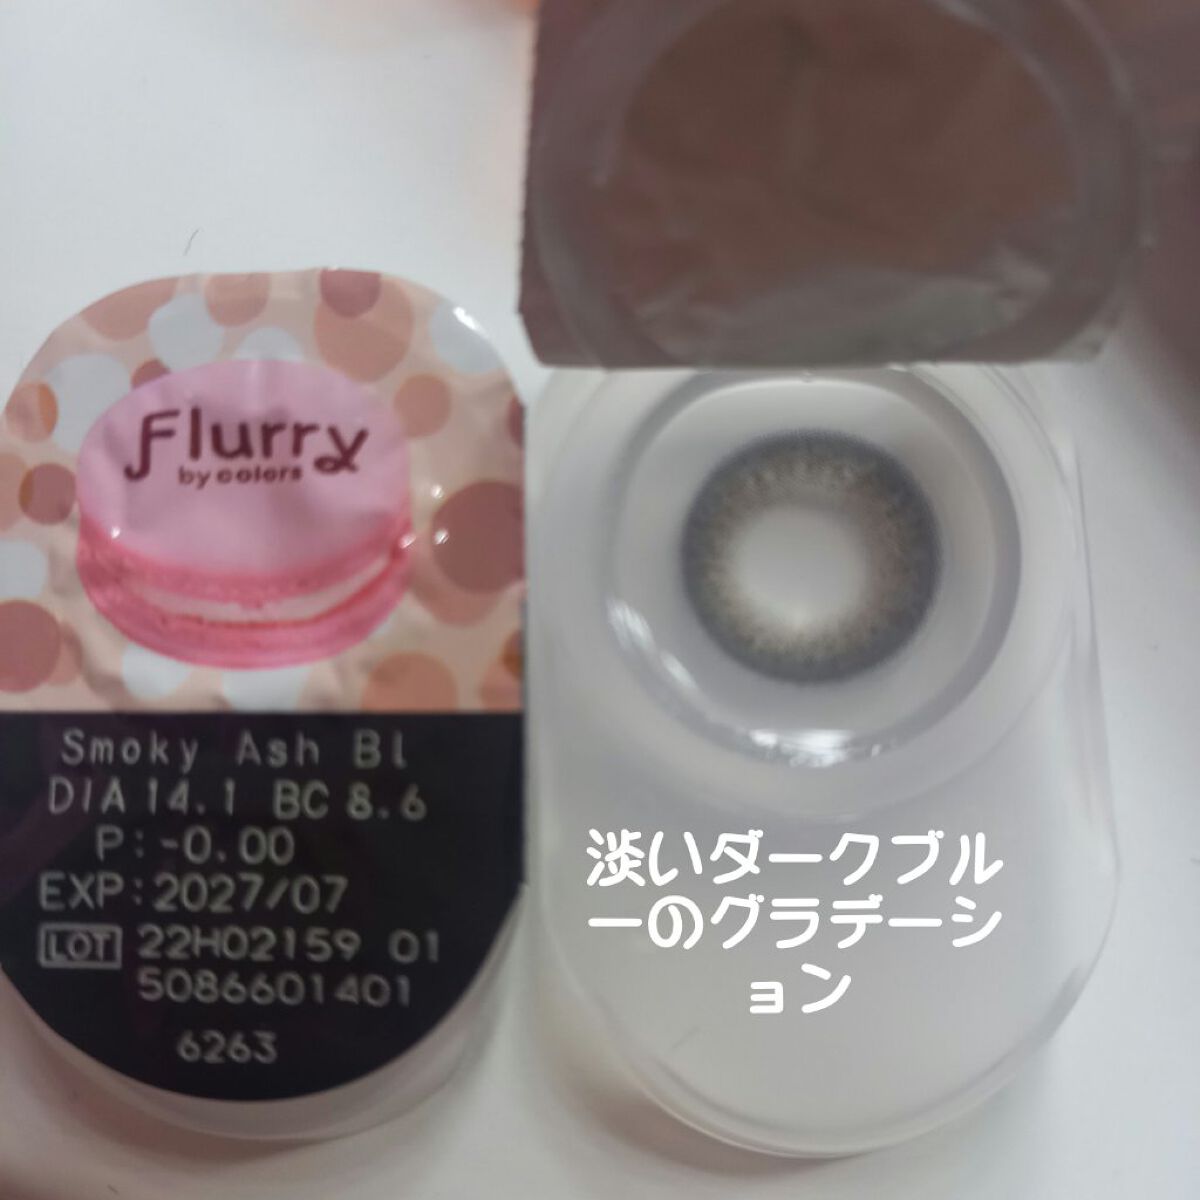 Flurry
by colors
Smoky Ash Bl
DIA 14.1 BC 8.6
P:-0.00
EXP:2027/07
LOT 22H02159 01
5086601401
6263
淡いダークブル
ーのグラデーシ
ョン